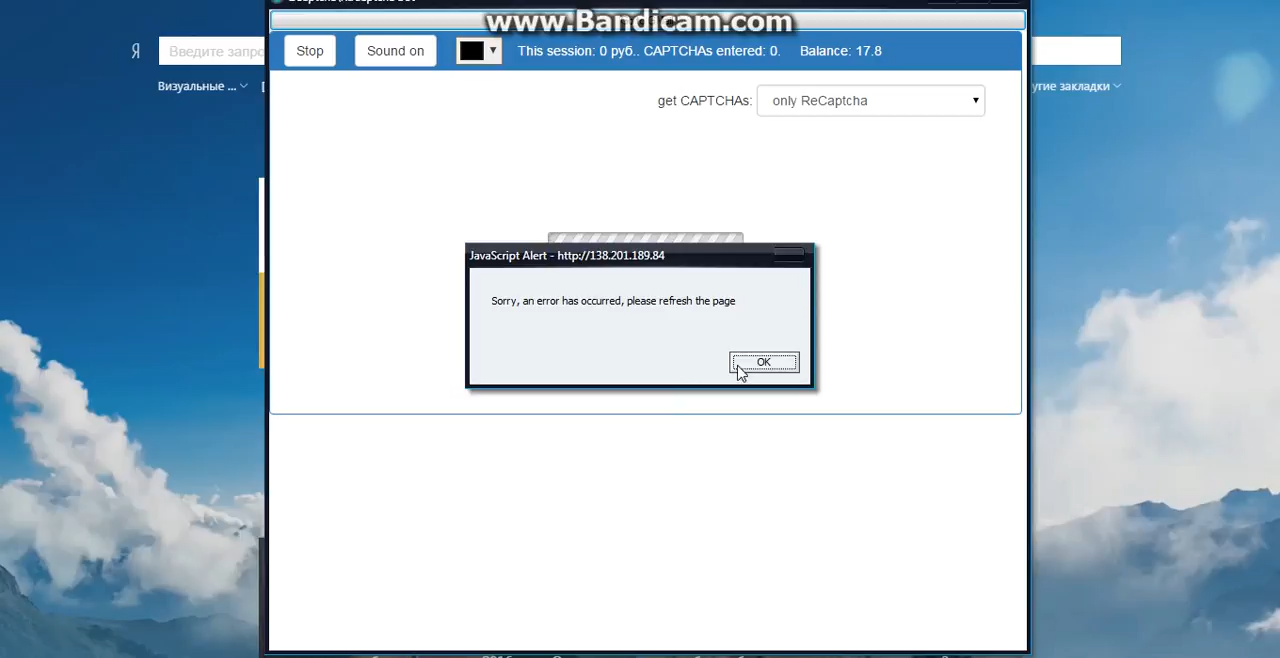 www.Bandicam.com
Я
Введите запро
Stop
Sound on
This session: 0 руб.. CAPTCHAs entered: 0.
Balance: 17.8
Визуальные ...
угие закладки
get CAPTCHAs:
only ReCaptcha
JavaScript Alert - http://138.201.189.84
Sorry, an error has occurred, please refresh the page
OK